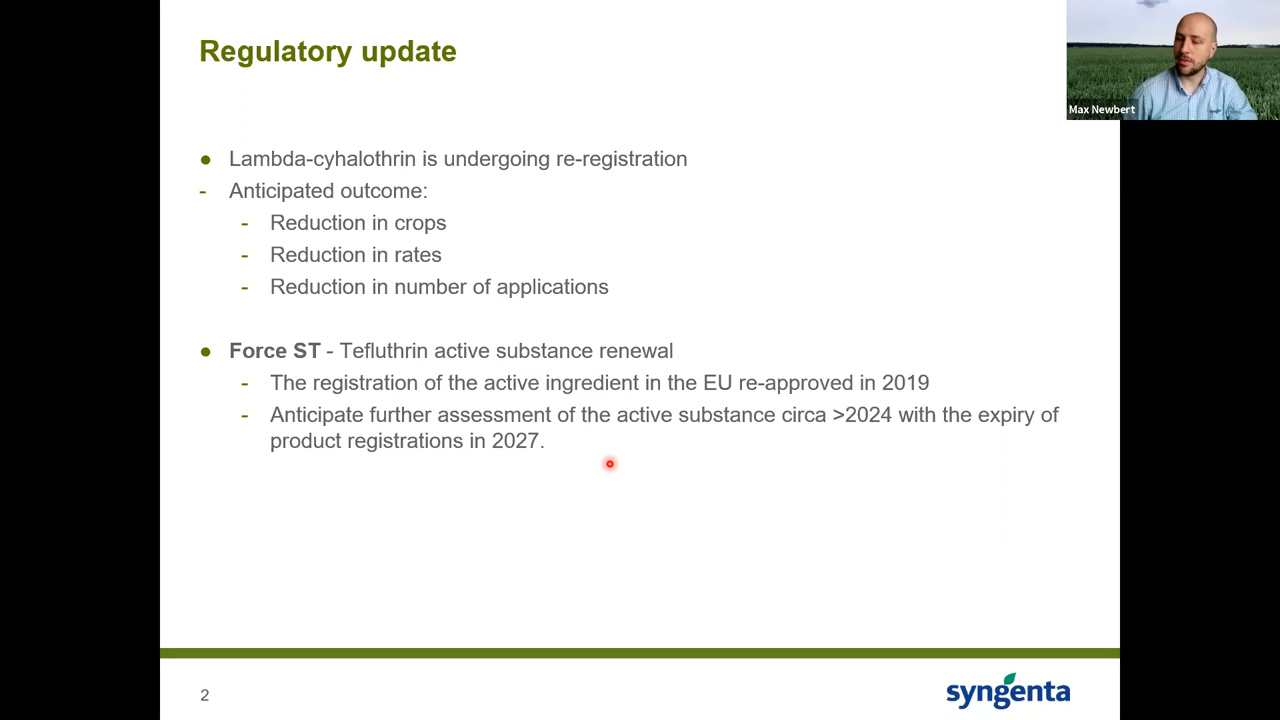 Regulatory update
Max Newbert
● Lambda-cyhalothrin is undergoing re-registration
- Anticipated outcome:
- Reduction in crops
- Reduction in rates
- Reduction in number of applications
● Force ST - Tefluthrin active substance renewal
- The registration of the active ingredient in the EU re-approved in 2019
- Anticipate further assessment of the active substance circa >2024 with the expiry of
product registrations in 2027.
2
syngenta